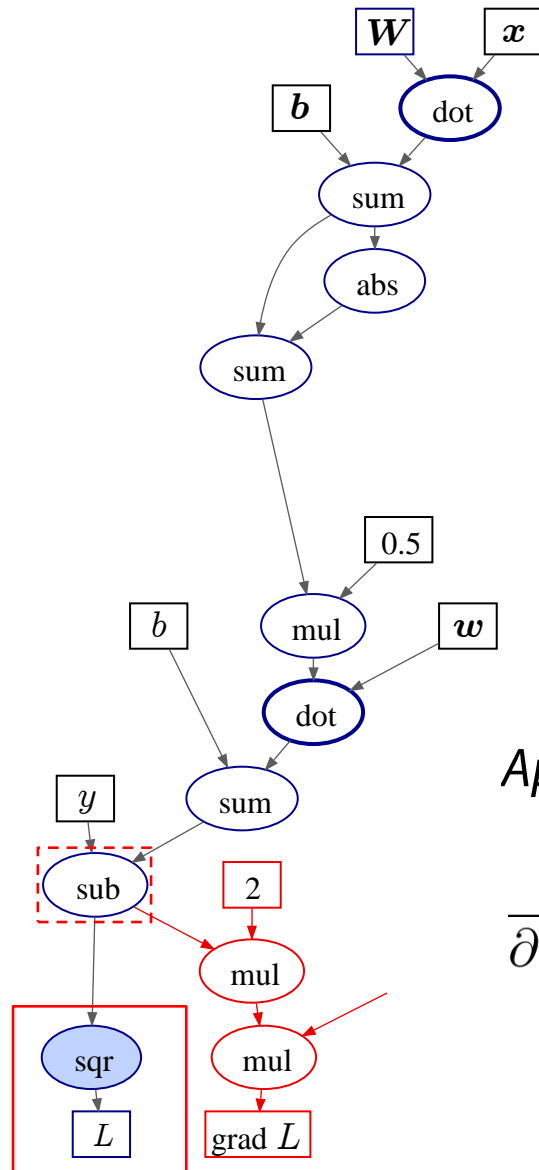 W x
b dot
sum
abs
sum
0.5
b mul w
dot
y sum
sub 2
mul
sqr mul
L grad L
∂